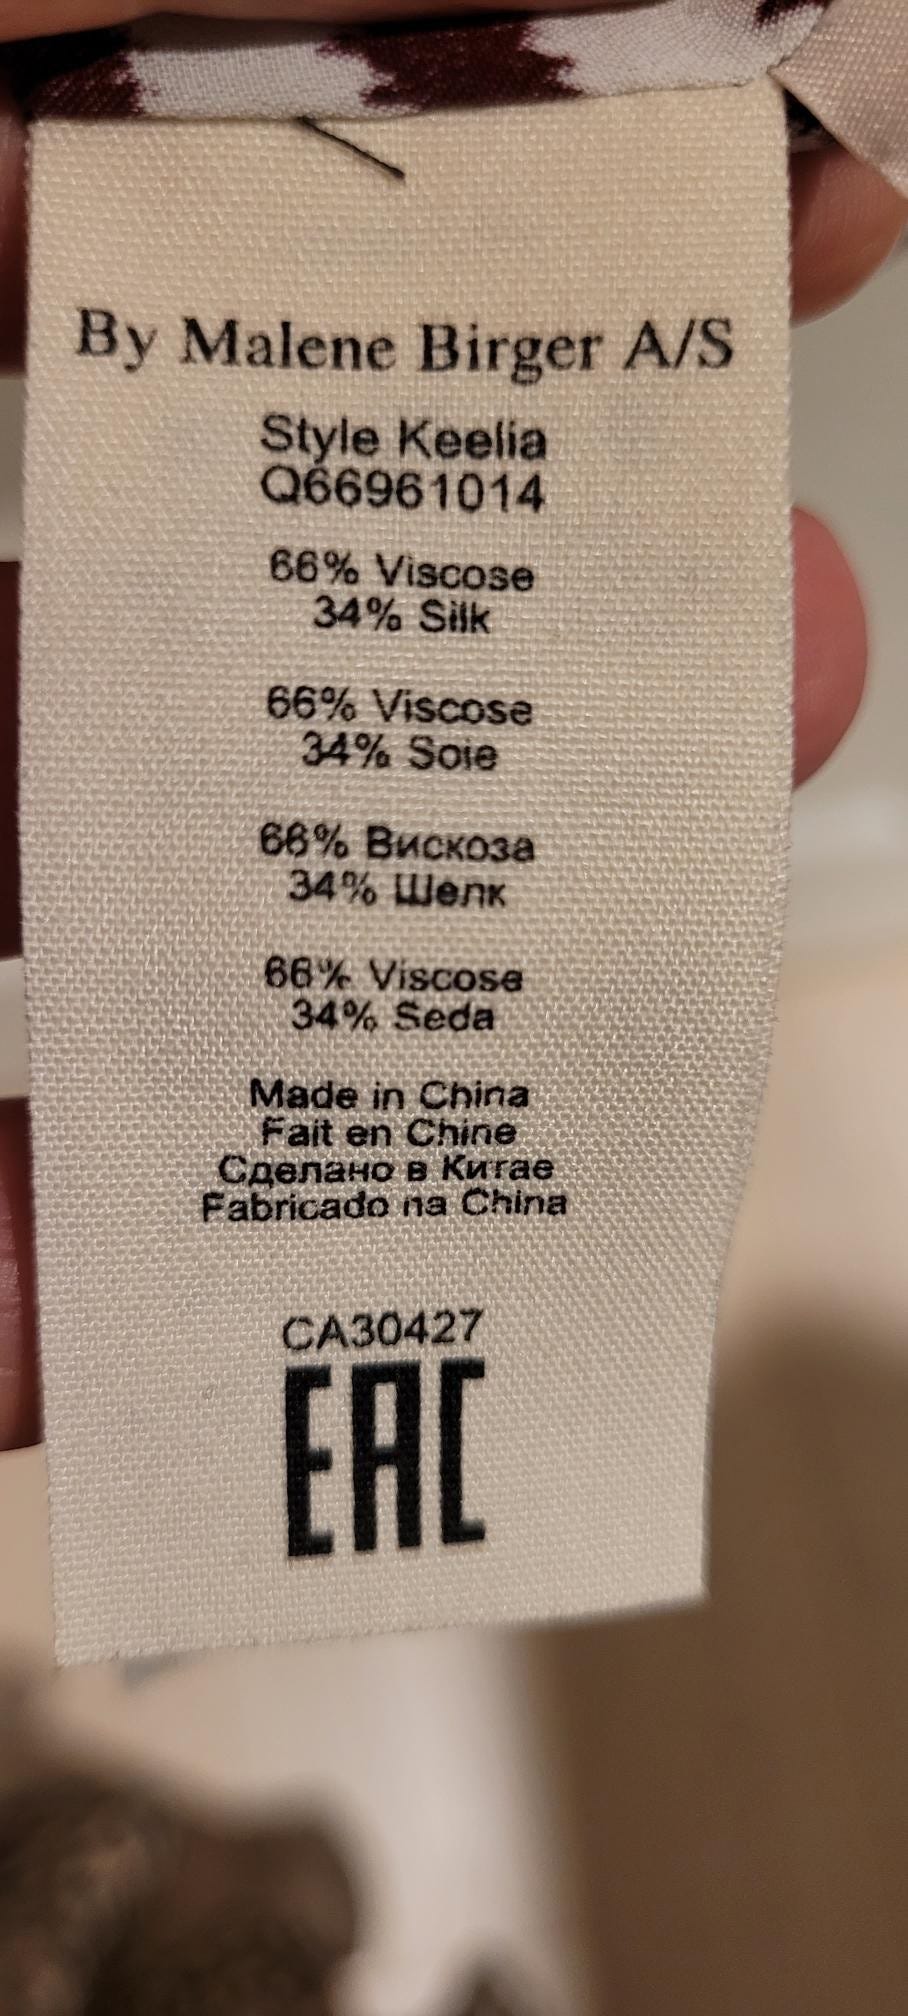 By Malene Birger A/S
Style Keelia
Q66961014
66% Viscose
34% Silk
66% Viscose
34% Soie
66% Вискоза
34% Шелк
66% Viscose
34% Seda
Made in China
Fait en Chine
Сделано в Китае
Fabricado na China
CA30427
EAC